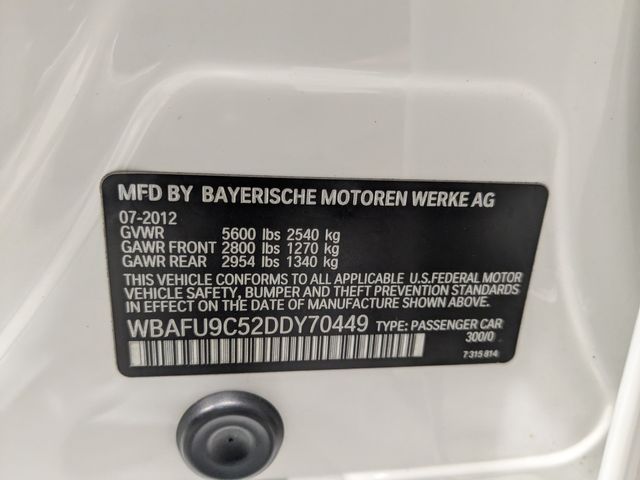 MFD BY BAYERISCHE MOTOREN WERKE AG
07-2012
GVWR 5600 lbs 2540 kg
GAWR FRONT 2800 lbs 1270 kg
GAWR REAR 2954 lbs 1340 kg
THIS VEHICLE CONFORMS TO ALL APPLICABLE U.S.FEDERAL MOTOR
VEHICLE SAFETY, BUMPER AND THEFT PREVENTION STANDARDS
IN EFFECT ON THE DATE OF MANUFACTURE SHOWN ABOVE.
WBAFU9C52DDY70449 TYPE: PASSENGER CAR
300/0
7 315 814